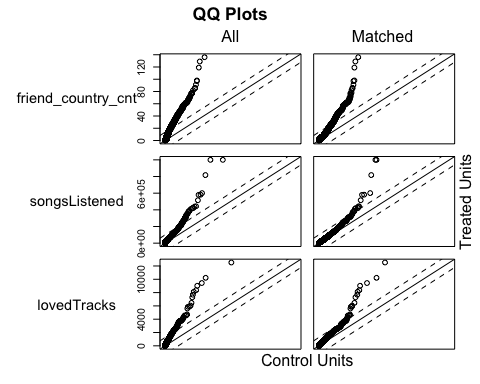 QQ Plots
All Matched
friend_country_cnt
0 40 80 120
songsListened
0e+00 6e+05
Treated Units
lovedTracks
0 4000 10000
Control Units